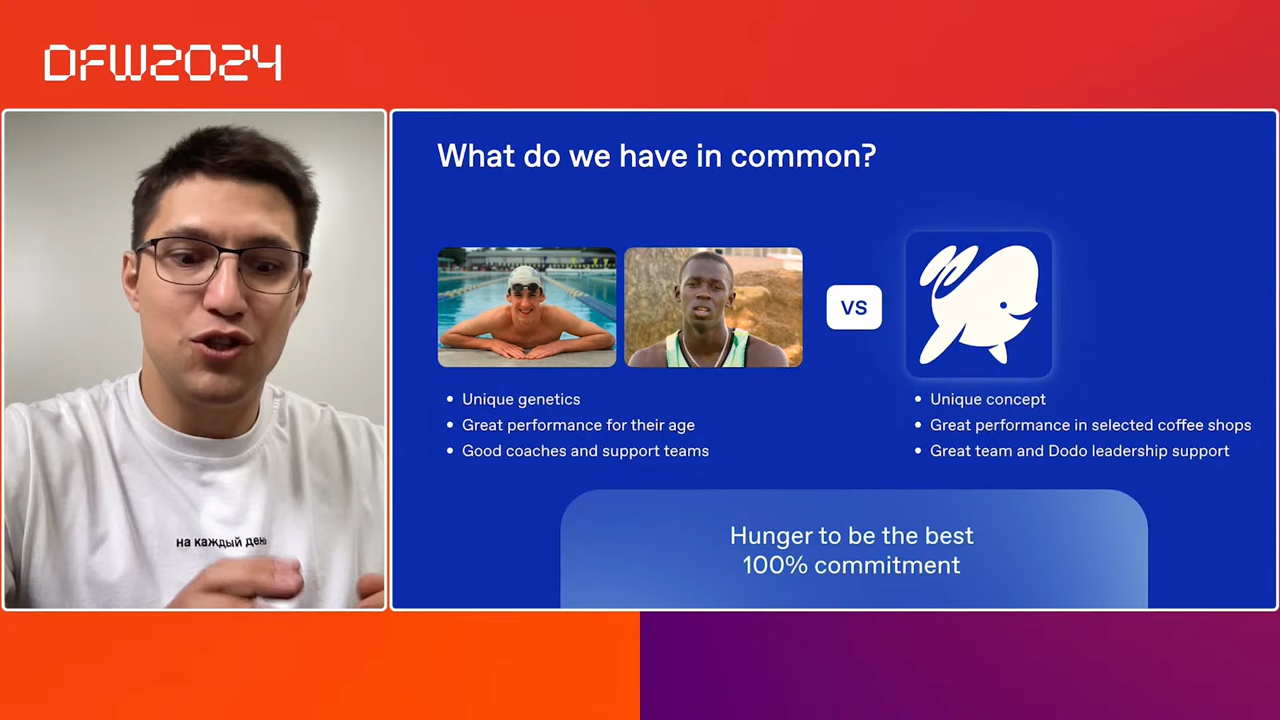 DFW2024
What do we have in common?
VS
• Unique genetics
• Great performance for their age
• Good coaches and support teams
• Unique concept
• Great performance in selected coffee shops
• Great team and Dodo leadership support
Hunger to be the best
100% commitment
на каждый день